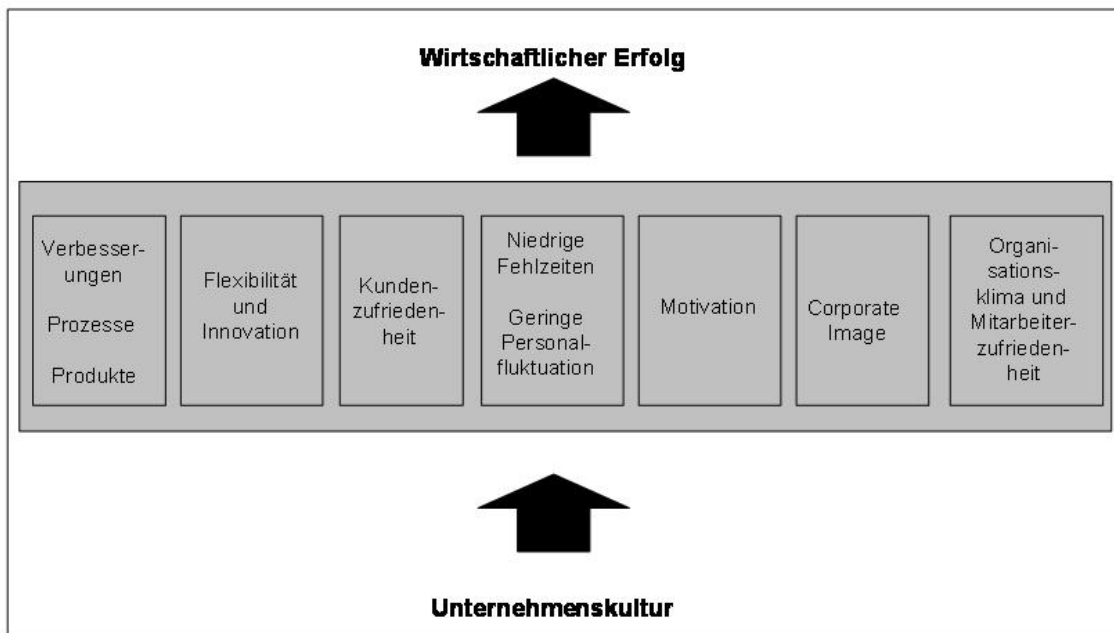 Wirtschaftlicher Erfolg
Verbesser-
ungen
Prozesse
Produkte
Flexibilität
und
Innovation
Kunden-
zufrieden-
heit
Niedrige
Fehlzeiten
Geringe
Personal-
fluktuation
Motivation
Corporate
Image
Organi-
sations-
klima und
Mitarbeiter-
zufrieden-
heit
Unternehmenskultur